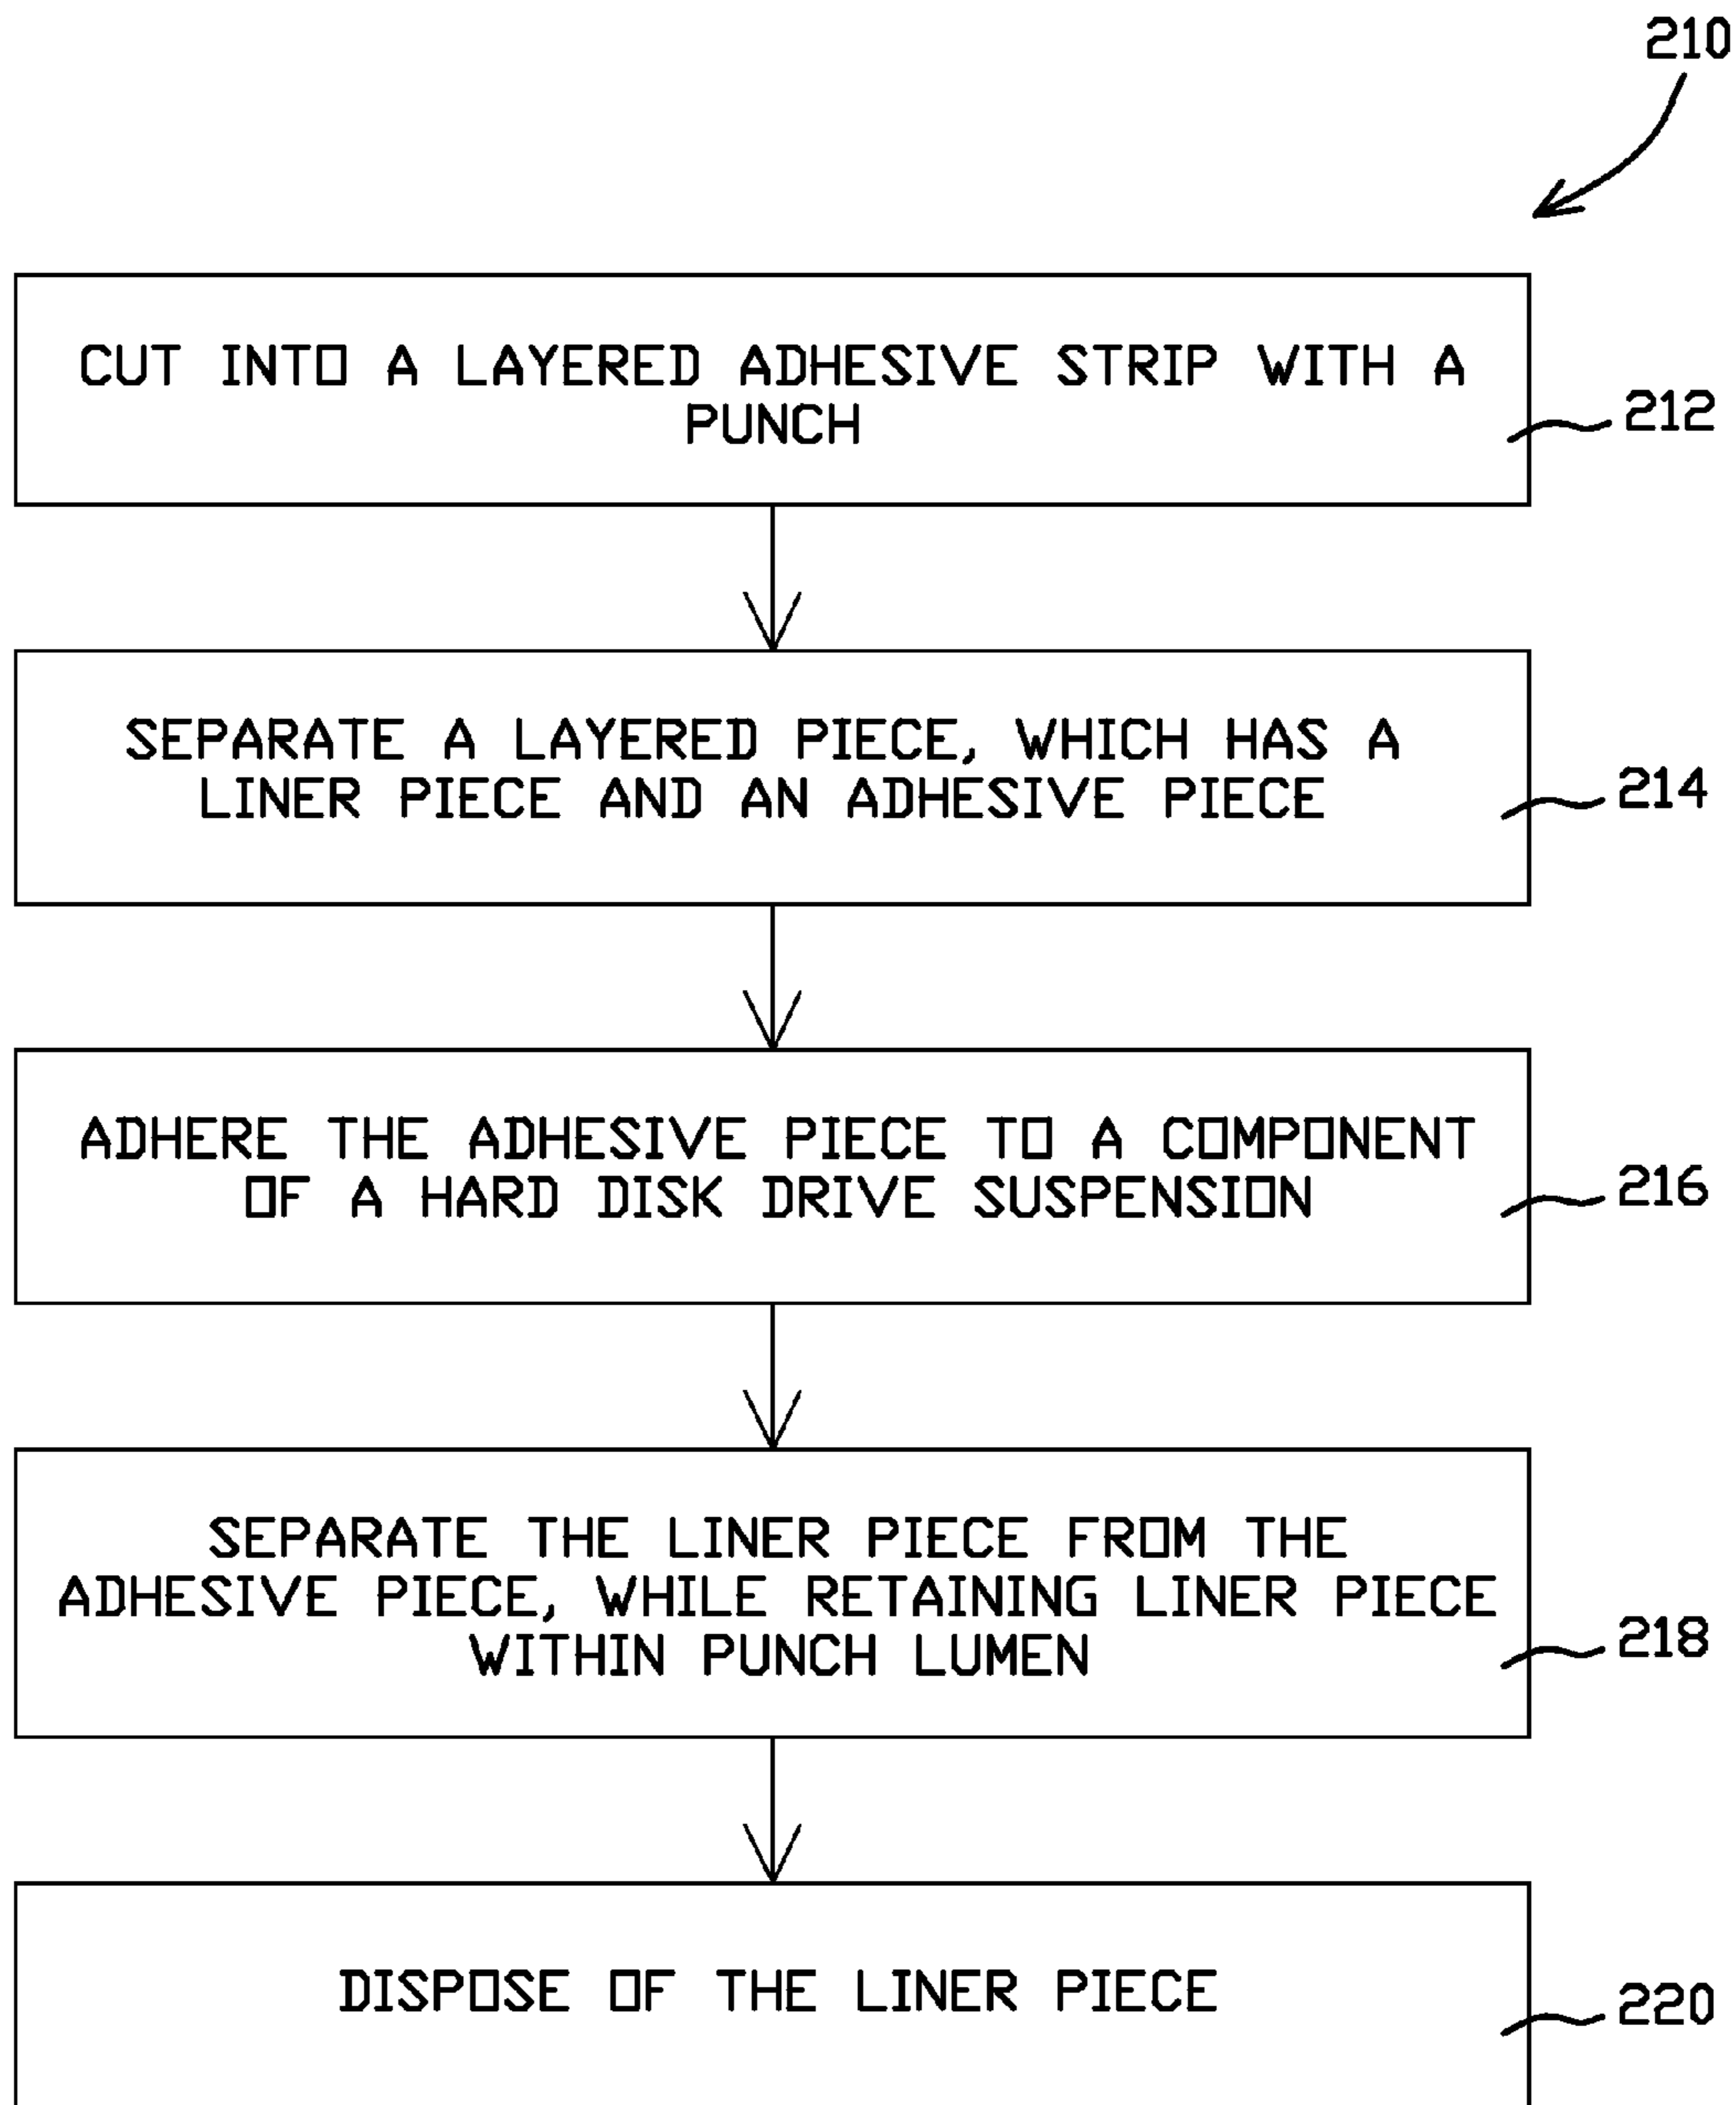 210
CUT INTO A LAYERED ADHESIVE STRIP WITH A
PUNCH
212
SEPARATE A LAYERED PIECE, WHICH HAS A
LINER PIECE AND AN ADHESIVE PIECE
214
ADHERE THE ADHESIVE PIECE TO A COMPONENT
OF A HARD DISK DRIVE SUSPENSION
216
SEPARATE THE LINER PIECE FROM THE
ADHESIVE PIECE, WHILE RETAINING LINER PIECE
WITHIN PUNCH LUMEN
218
DISPOSE OF THE LINER PIECE
220